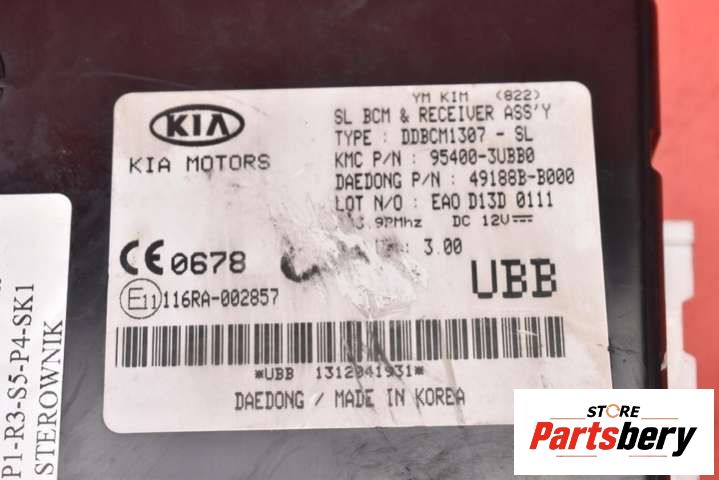 YM KIM (822)
SL BCM & RECEIVER ASS'Y
TYPE : DDBCM1307 - SL
KMC P/N : 95400-3UBB0
DAEDONG P/N : 49188B-B000
LOT N/O : EAO D13D 0111
DC 12V
: 3.00
KIA
KIA MOTORS
CE 0678
UBB
E11 116RA-002857
*UBB 1312041931*
DAEDONG / MADE IN KOREA
P1-R3-S5-P4-SK1
STEROWNIK
STORE
Partsbery